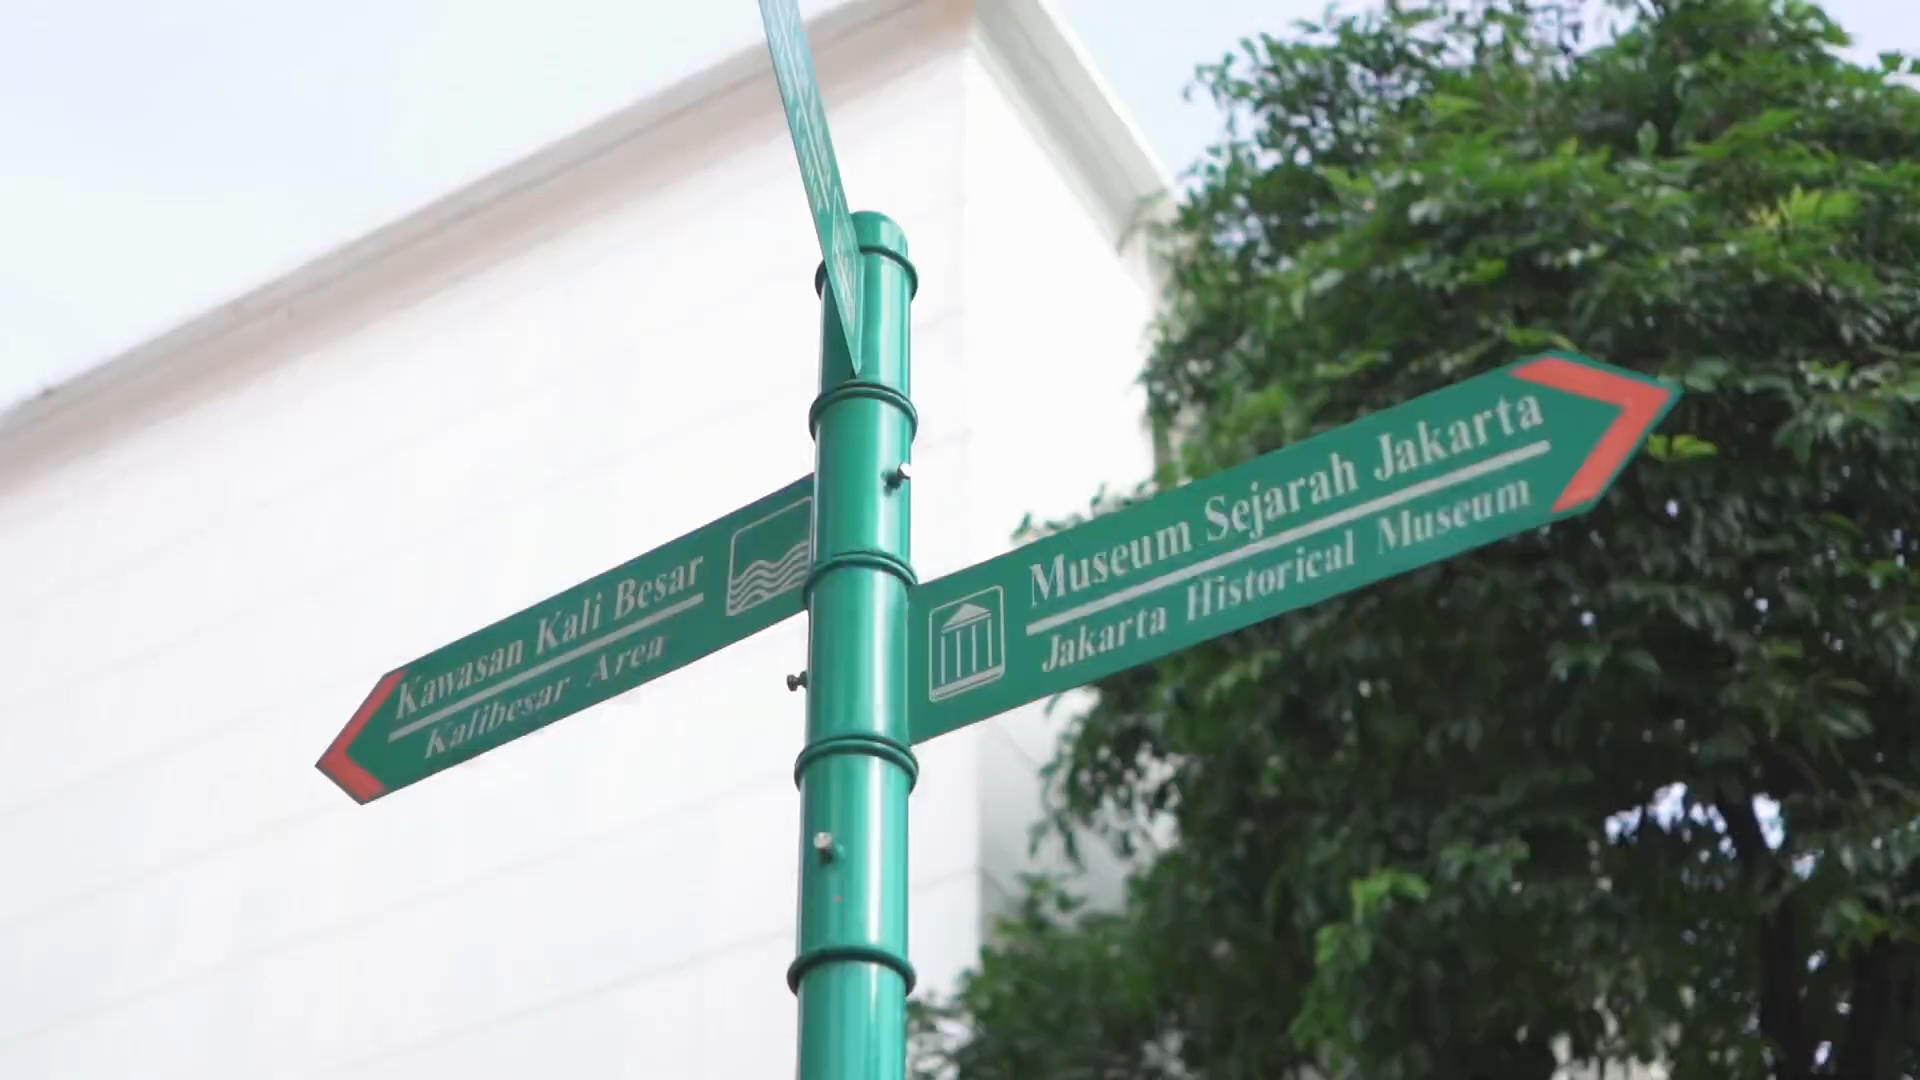 Kawasan Kali Besar
Kalibesar Area
Museum Sejarah Jakarta
Jakarta Historical Museum